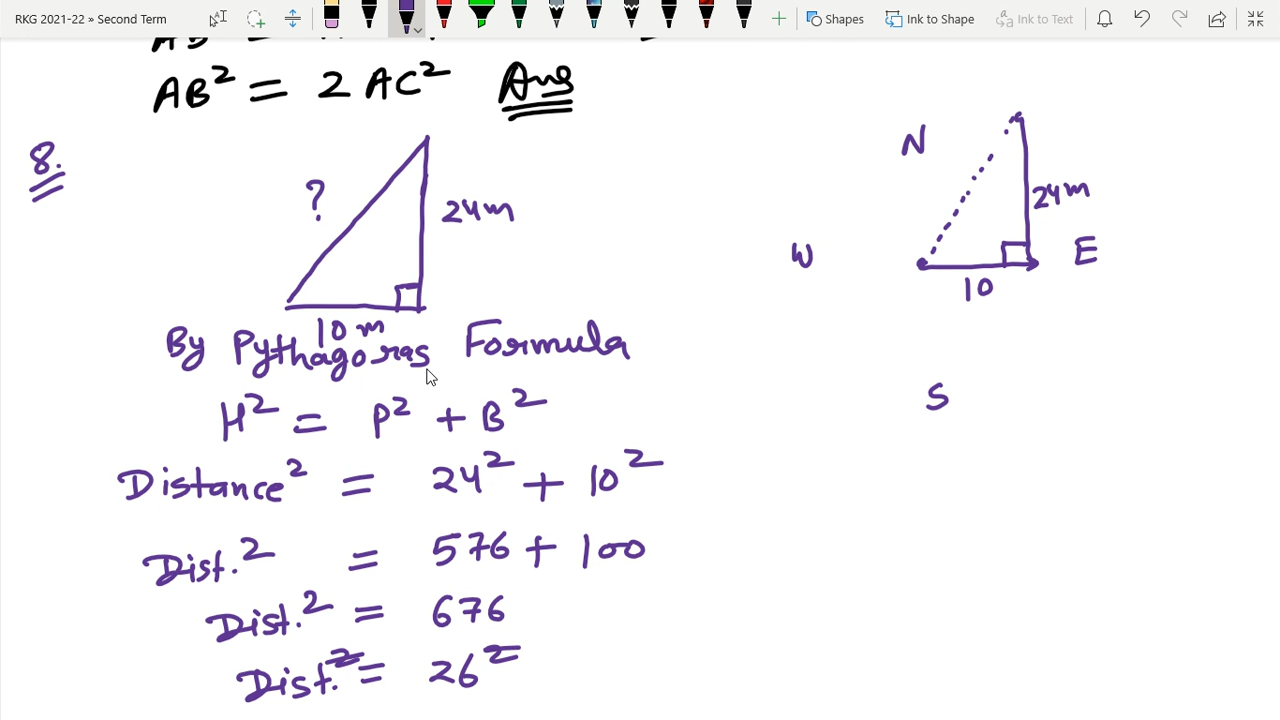 RKG 2021-22 » Second Term
Shapes
Ink to Shape
Ink to Text
AB² = 2 AC² Ans
8.
?
24m
10 m
N
24m
W
E
10
S
By Pythagoras Formula
H² = P² + B²
Distance² = 24² + 10²
Dist.² = 576 + 100
Dist.² = 676
Dist.² = 26²